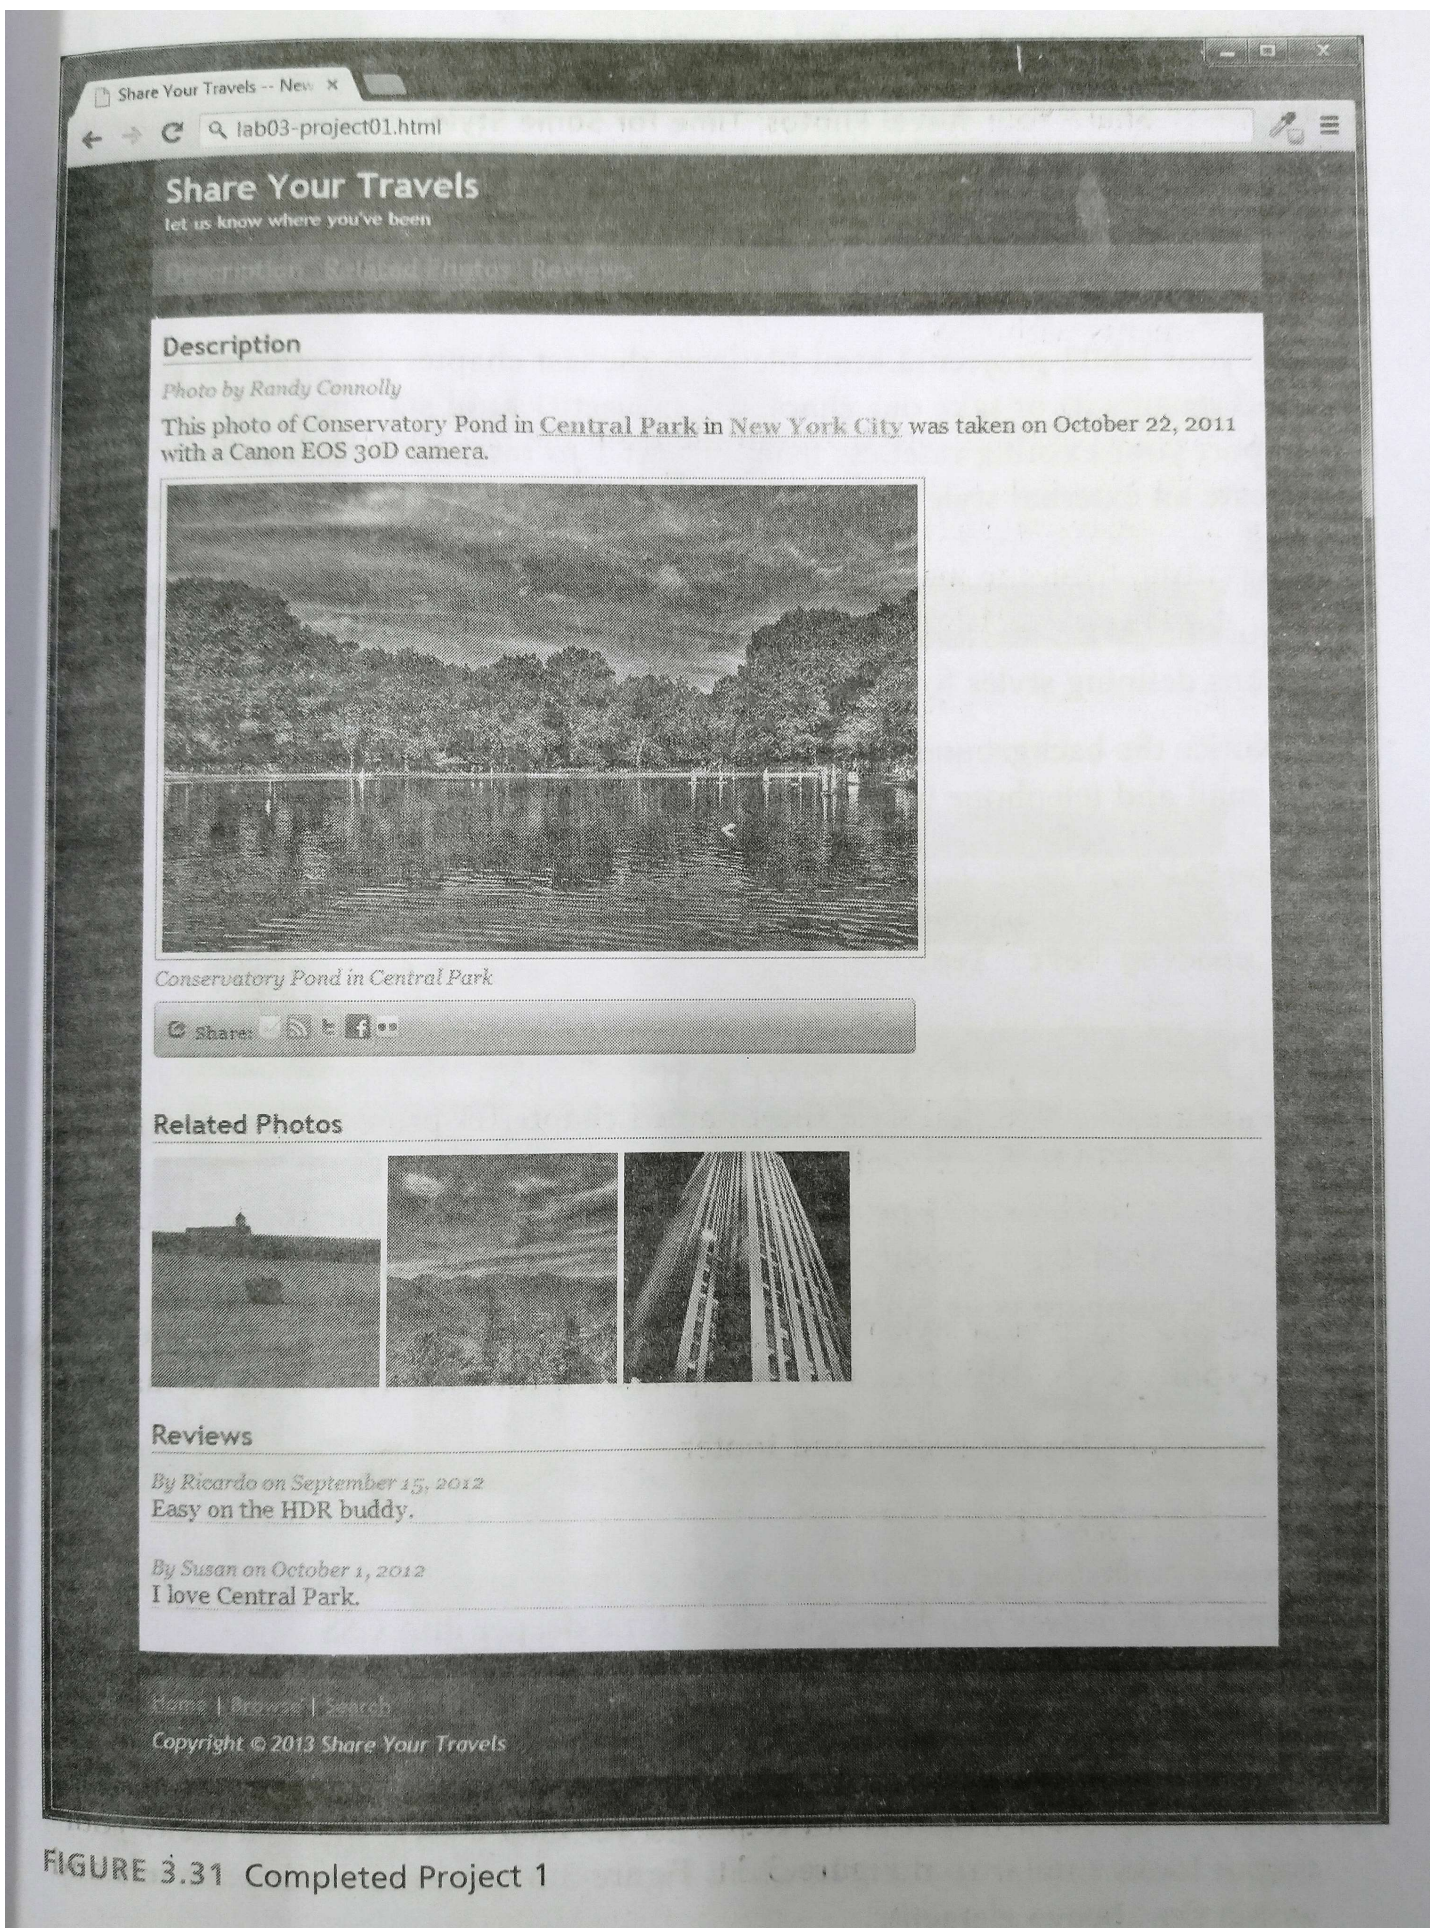 Share Your Travels -- New
lab03-project01.html
Share Your Travels
let us know where you've been
Description Related Photos Reviews
Description
Photo by Randy Connolly
This photo of Conservatory Pond in Central Park in New York City was taken on October 22, 2011
with a Canon EOS 30D camera.
Conservatory Pond in Central Park
Share:
Related Photos
Reviews
By Ricardo on September 15, 2012
Easy on the HDR buddy.
By Susan on October 1, 2012
I love Central Park.
Home | Browse | Search
Copyright © 2013 Share Your Travels
FIGURE 3.31 Completed Project 1